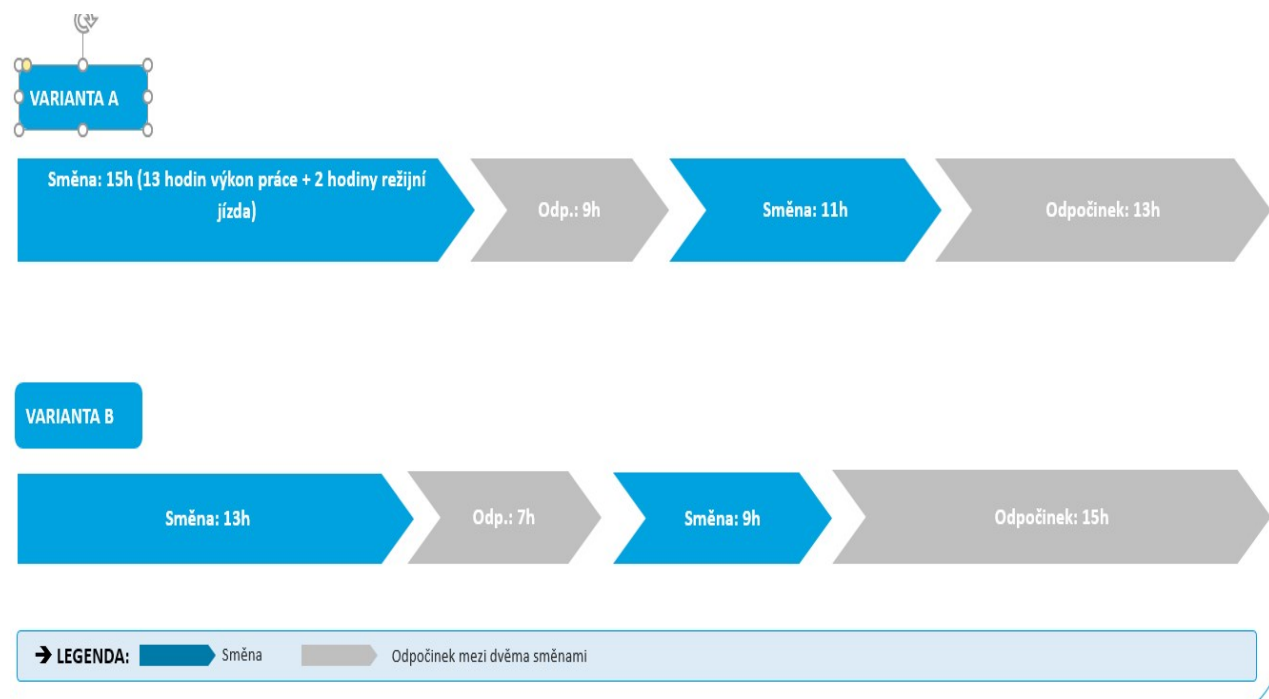 VARIANTA A
Směna: 15h (13 hodin výkon práce + 2 hodiny režijní
jízda)
Odp.: 9h
Směna: 11h
Odpočinek: 13h
VARIANTA B
Směna: 13h
Odp.: 7h
Směna: 9h
Odpočinek: 15h
➔ LEGENDA: Směna Odpočinek mezi dvěma směnami